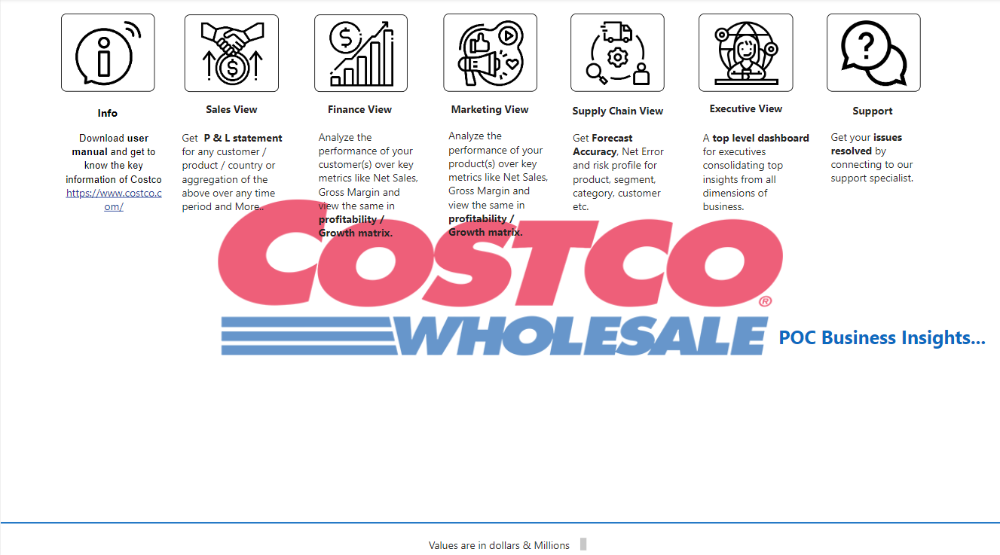 Info
Download user
manual and get to
know the key
information of Costco
https://www.costco.c
om/
Sales View
Get  P & L statement
for any customer /
product / country or
aggregation of the
above over any time
period and More..
Finance View
Analyze the
performance of your
customer(s) over key
metrics like Net Sales,
Gross Margin and
view the same in
profitability /
Growth matrix.
Marketing View
Analyze the
performance of your
product(s) over key
metrics like Net Sales,
Gross Margin and
view the same in
profitability /
Growth matrix.
Supply Chain View
Get Forecast
Accuracy, Net Error
and risk profile for
product, segment,
category, customer
etc.
Executive View
A top level dashboard
for executives
consolidating top
insights from all
dimensions of
business.
Support
Get your issues
resolved by
connecting to our
support specialist.
COSTCO®
WHOLESALE
POC Business Insights...
Values are in dollars & Millions